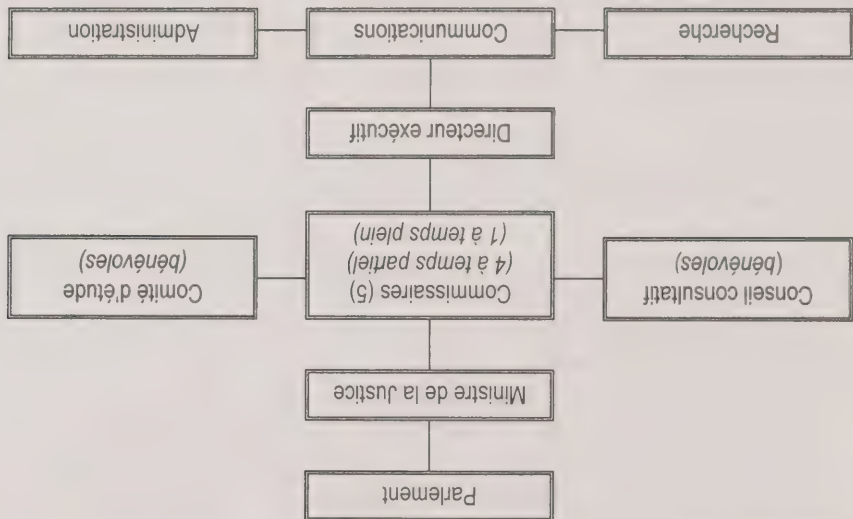 Parlement
Ministre de la Justice
Conseil consultatif
(bénévoles)
Commissaires (5)
(4 à temps partiel)
(1 à temps plein)
Comité d'étude
(bénévoles)
Directeur exécutif
Recherche
Communications
Administration